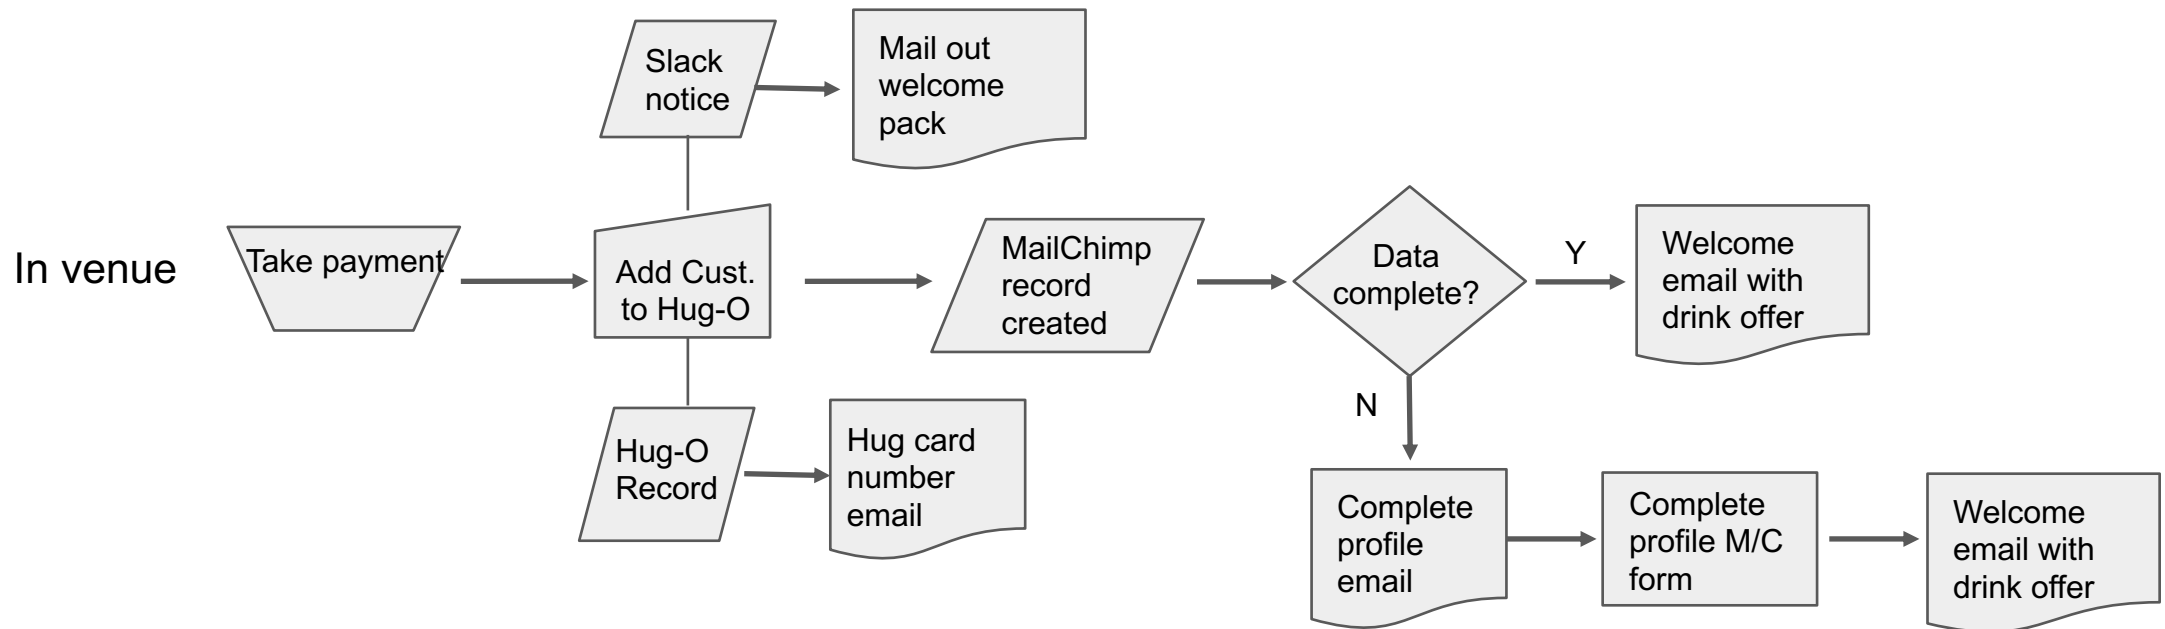 Slack
notice
Mail out
welcome
pack
In venue
Take payment
Add Cust.
to Hug-O
MailChimp
record
created
Data
complete?
Y
Welcome
email with
drink offer
N
Hug-O
Record
Hug card
number
email
Complete
profile
email
Complete
profile M/C
form
Welcome
email with
drink offer